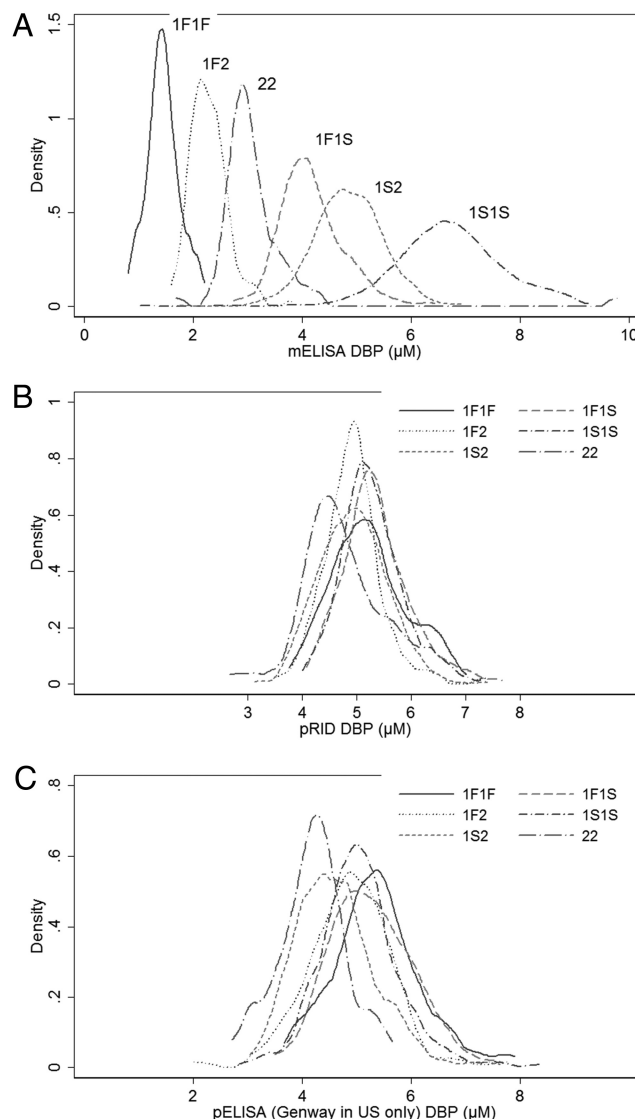 A
1.5
1
.5
0
Density
1F1F
1F2
22
1F1S
1S2
1S1S
0 2 4 6 8 10
mELISA DBP (μM)
B
1
.8
.6
.4
.2
0
Density
1F1F 1F1S
1F2 1S1S
1S2 22
3 4 5 6 7 8
pRID DBP (μM)
C
.8
.6
.4
.2
0
Density
1F1F 1F1S
1F2 1S1S
1S2 22
2 4 6 8
pELISA (Genway in US only) DBP (μM)